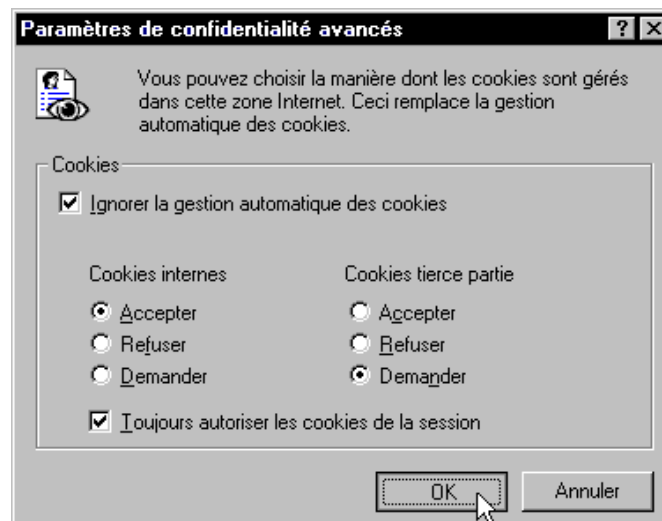 Paramètres de confidentialité avancés
Vous pouvez choisir la manière dont les cookies sont gérés
dans cette zone Internet. Ceci remplace la gestion
automatique des cookies.
Cookies
Ignorer la gestion automatique des cookies
Cookies internes
Cookies tierce partie
Accepter
Accepter
Refuser
Refuser
Demander
Demander
Toujours autoriser les cookies de la session
OK
Annuler